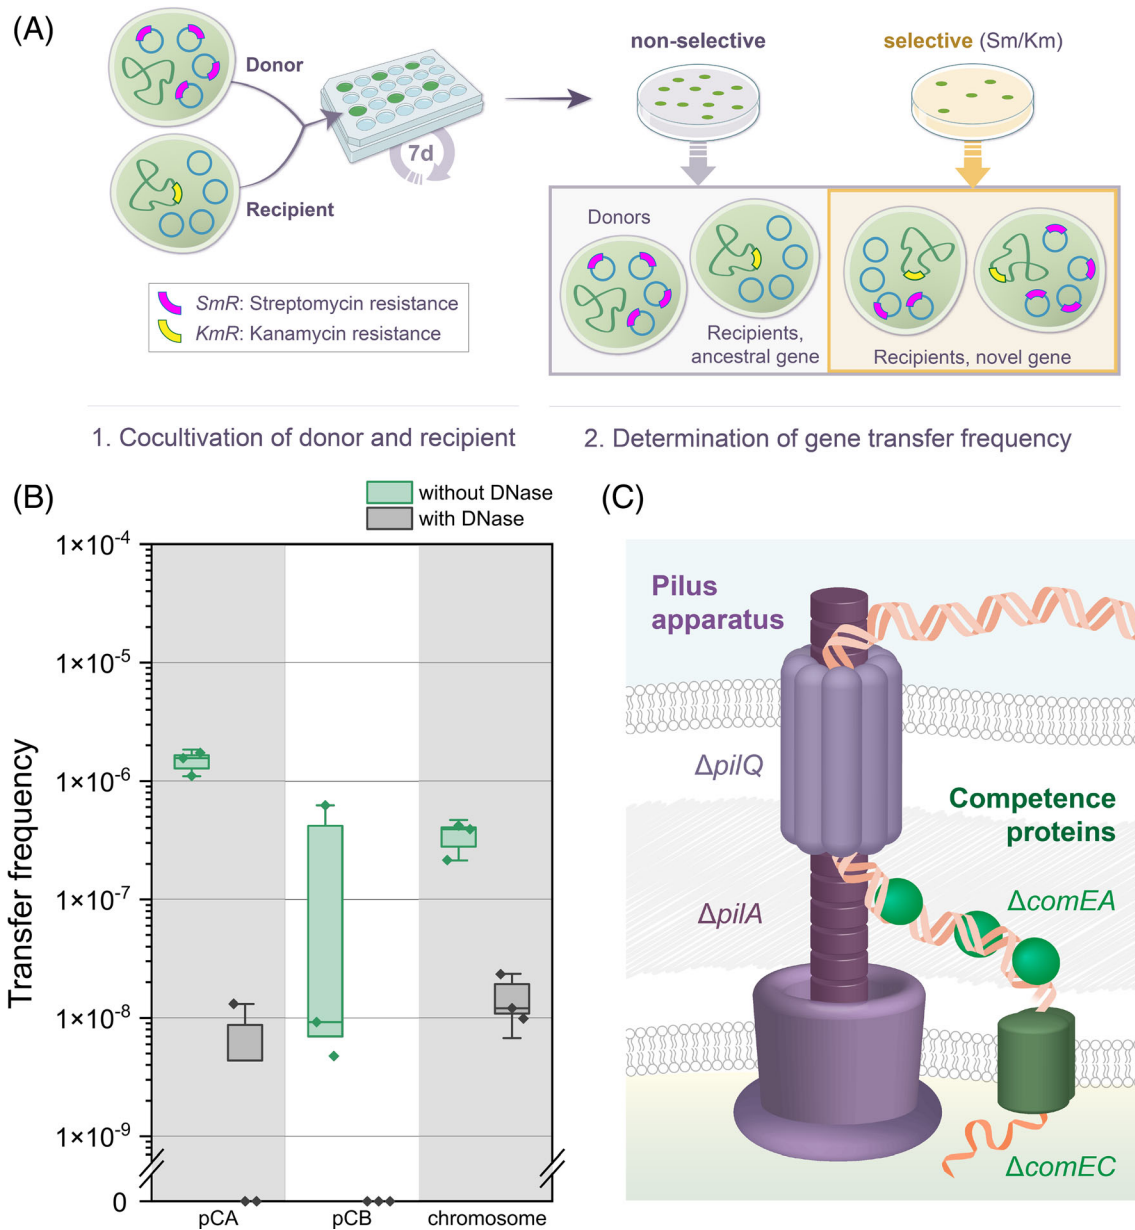 (A)
Donor
Recipient
7d
non-selective
selective (Sm/Km)
SmR: Streptomycin resistance
KmR: Kanamycin resistance
Donors
Recipients,
ancestral gene
Recipients, novel gene
1. Cocultivation of donor and recipient
2. Determination of gene transfer frequency
(B)
without DNase
with DNase
Transfer frequency
1×10⁻⁴
1×10⁻⁵
1×10⁻⁶
1×10⁻⁷
1×10⁻⁸
1×10⁻⁹
0
pCA
pCB
chromosome
(C)
Pilus
apparatus
ΔpilQ
Competence
proteins
ΔpilA
ΔcomEA
ΔcomEC